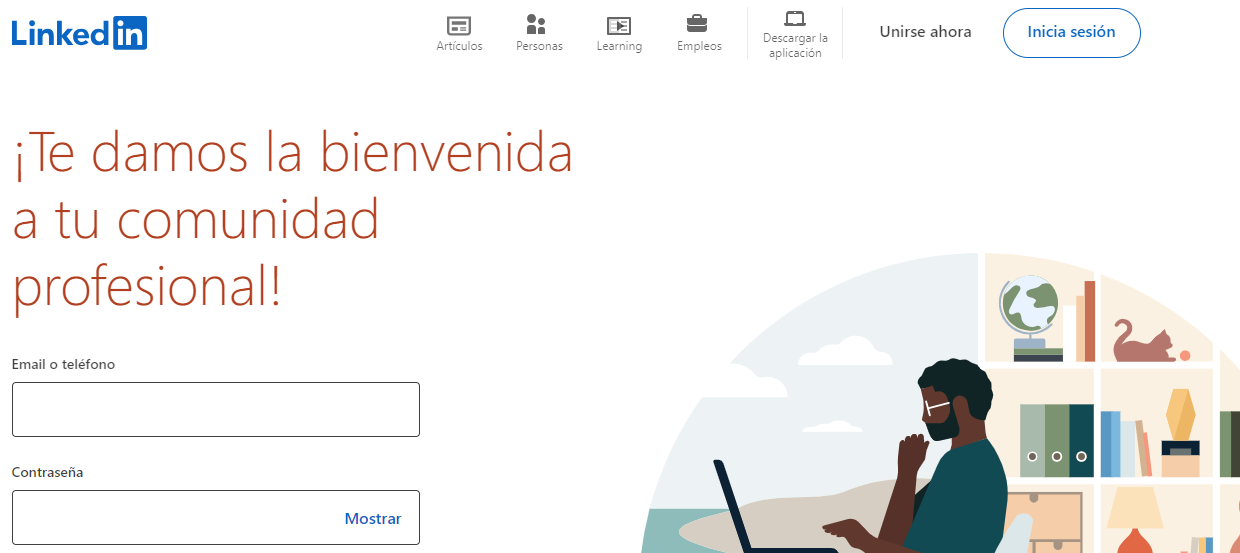 LinkedIn
Artículos
Personas
Learning
Empleos
Descargar la
aplicación
Unirse ahora
Inicia sesión
¡Te damos la bienvenida
a tu comunidad
profesional!
Email o teléfono
Contraseña
Mostrar